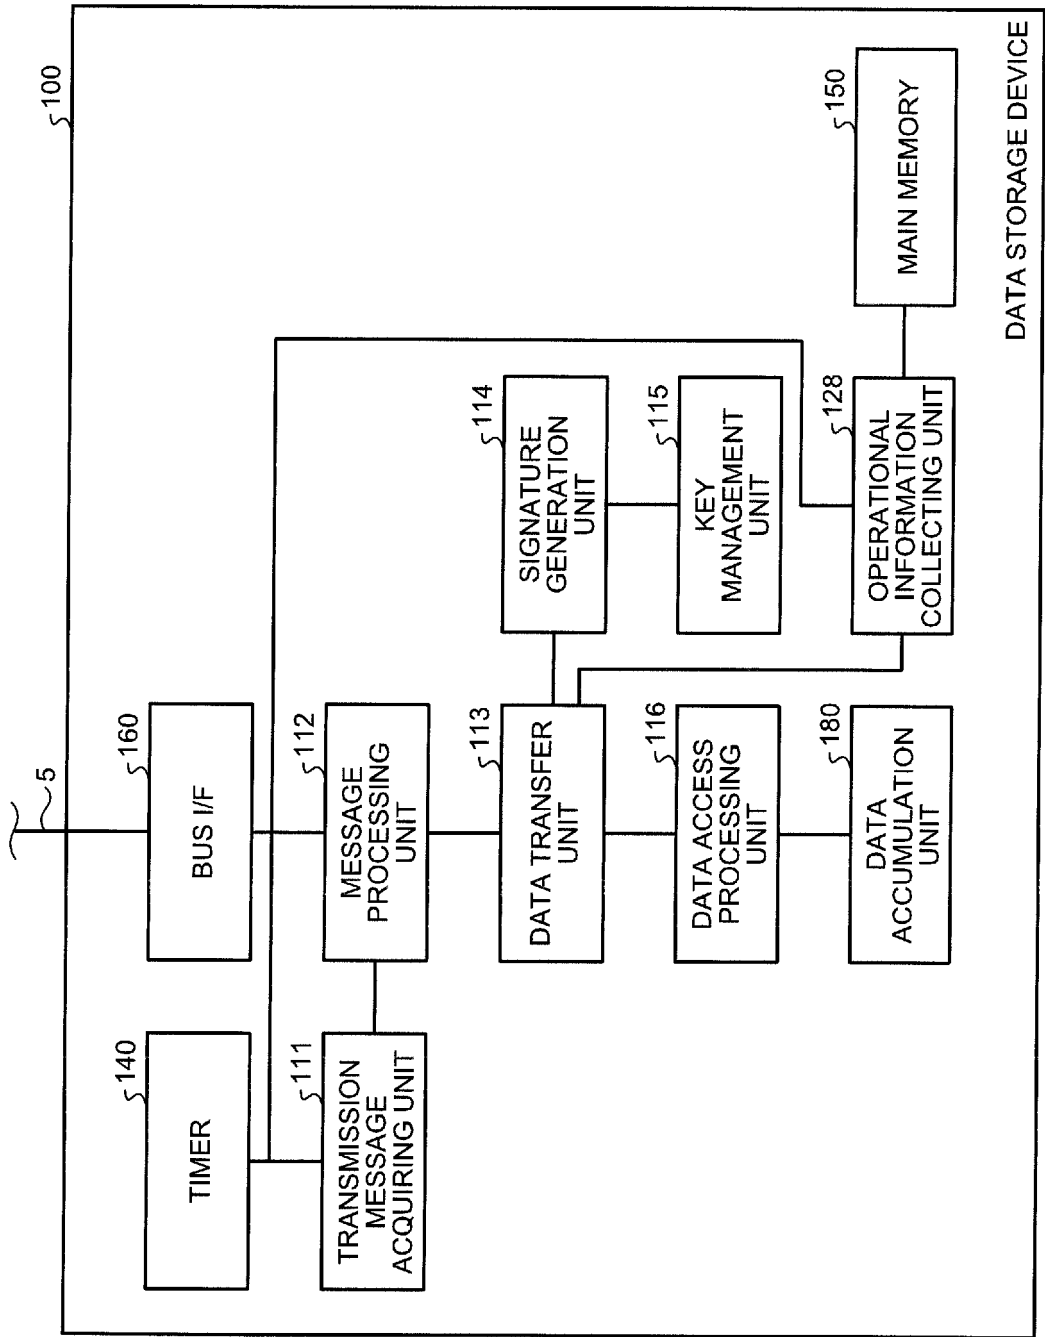 100
5
140
TIMER
160
BUS I/F
111
TRANSMISSION
MESSAGE
ACQUIRING UNIT
112
MESSAGE
PROCESSING
UNIT
113
DATA TRANSFER
UNIT
114
SIGNATURE
GENERATION
UNIT
116
DATA ACCESS
PROCESSING
UNIT
115
KEY
MANAGEMENT
UNIT
180
DATA
ACCUMULATION
UNIT
128
OPERATIONAL
INFORMATION
COLLECTING UNIT
150
MAIN MEMORY
DATA STORAGE DEVICE